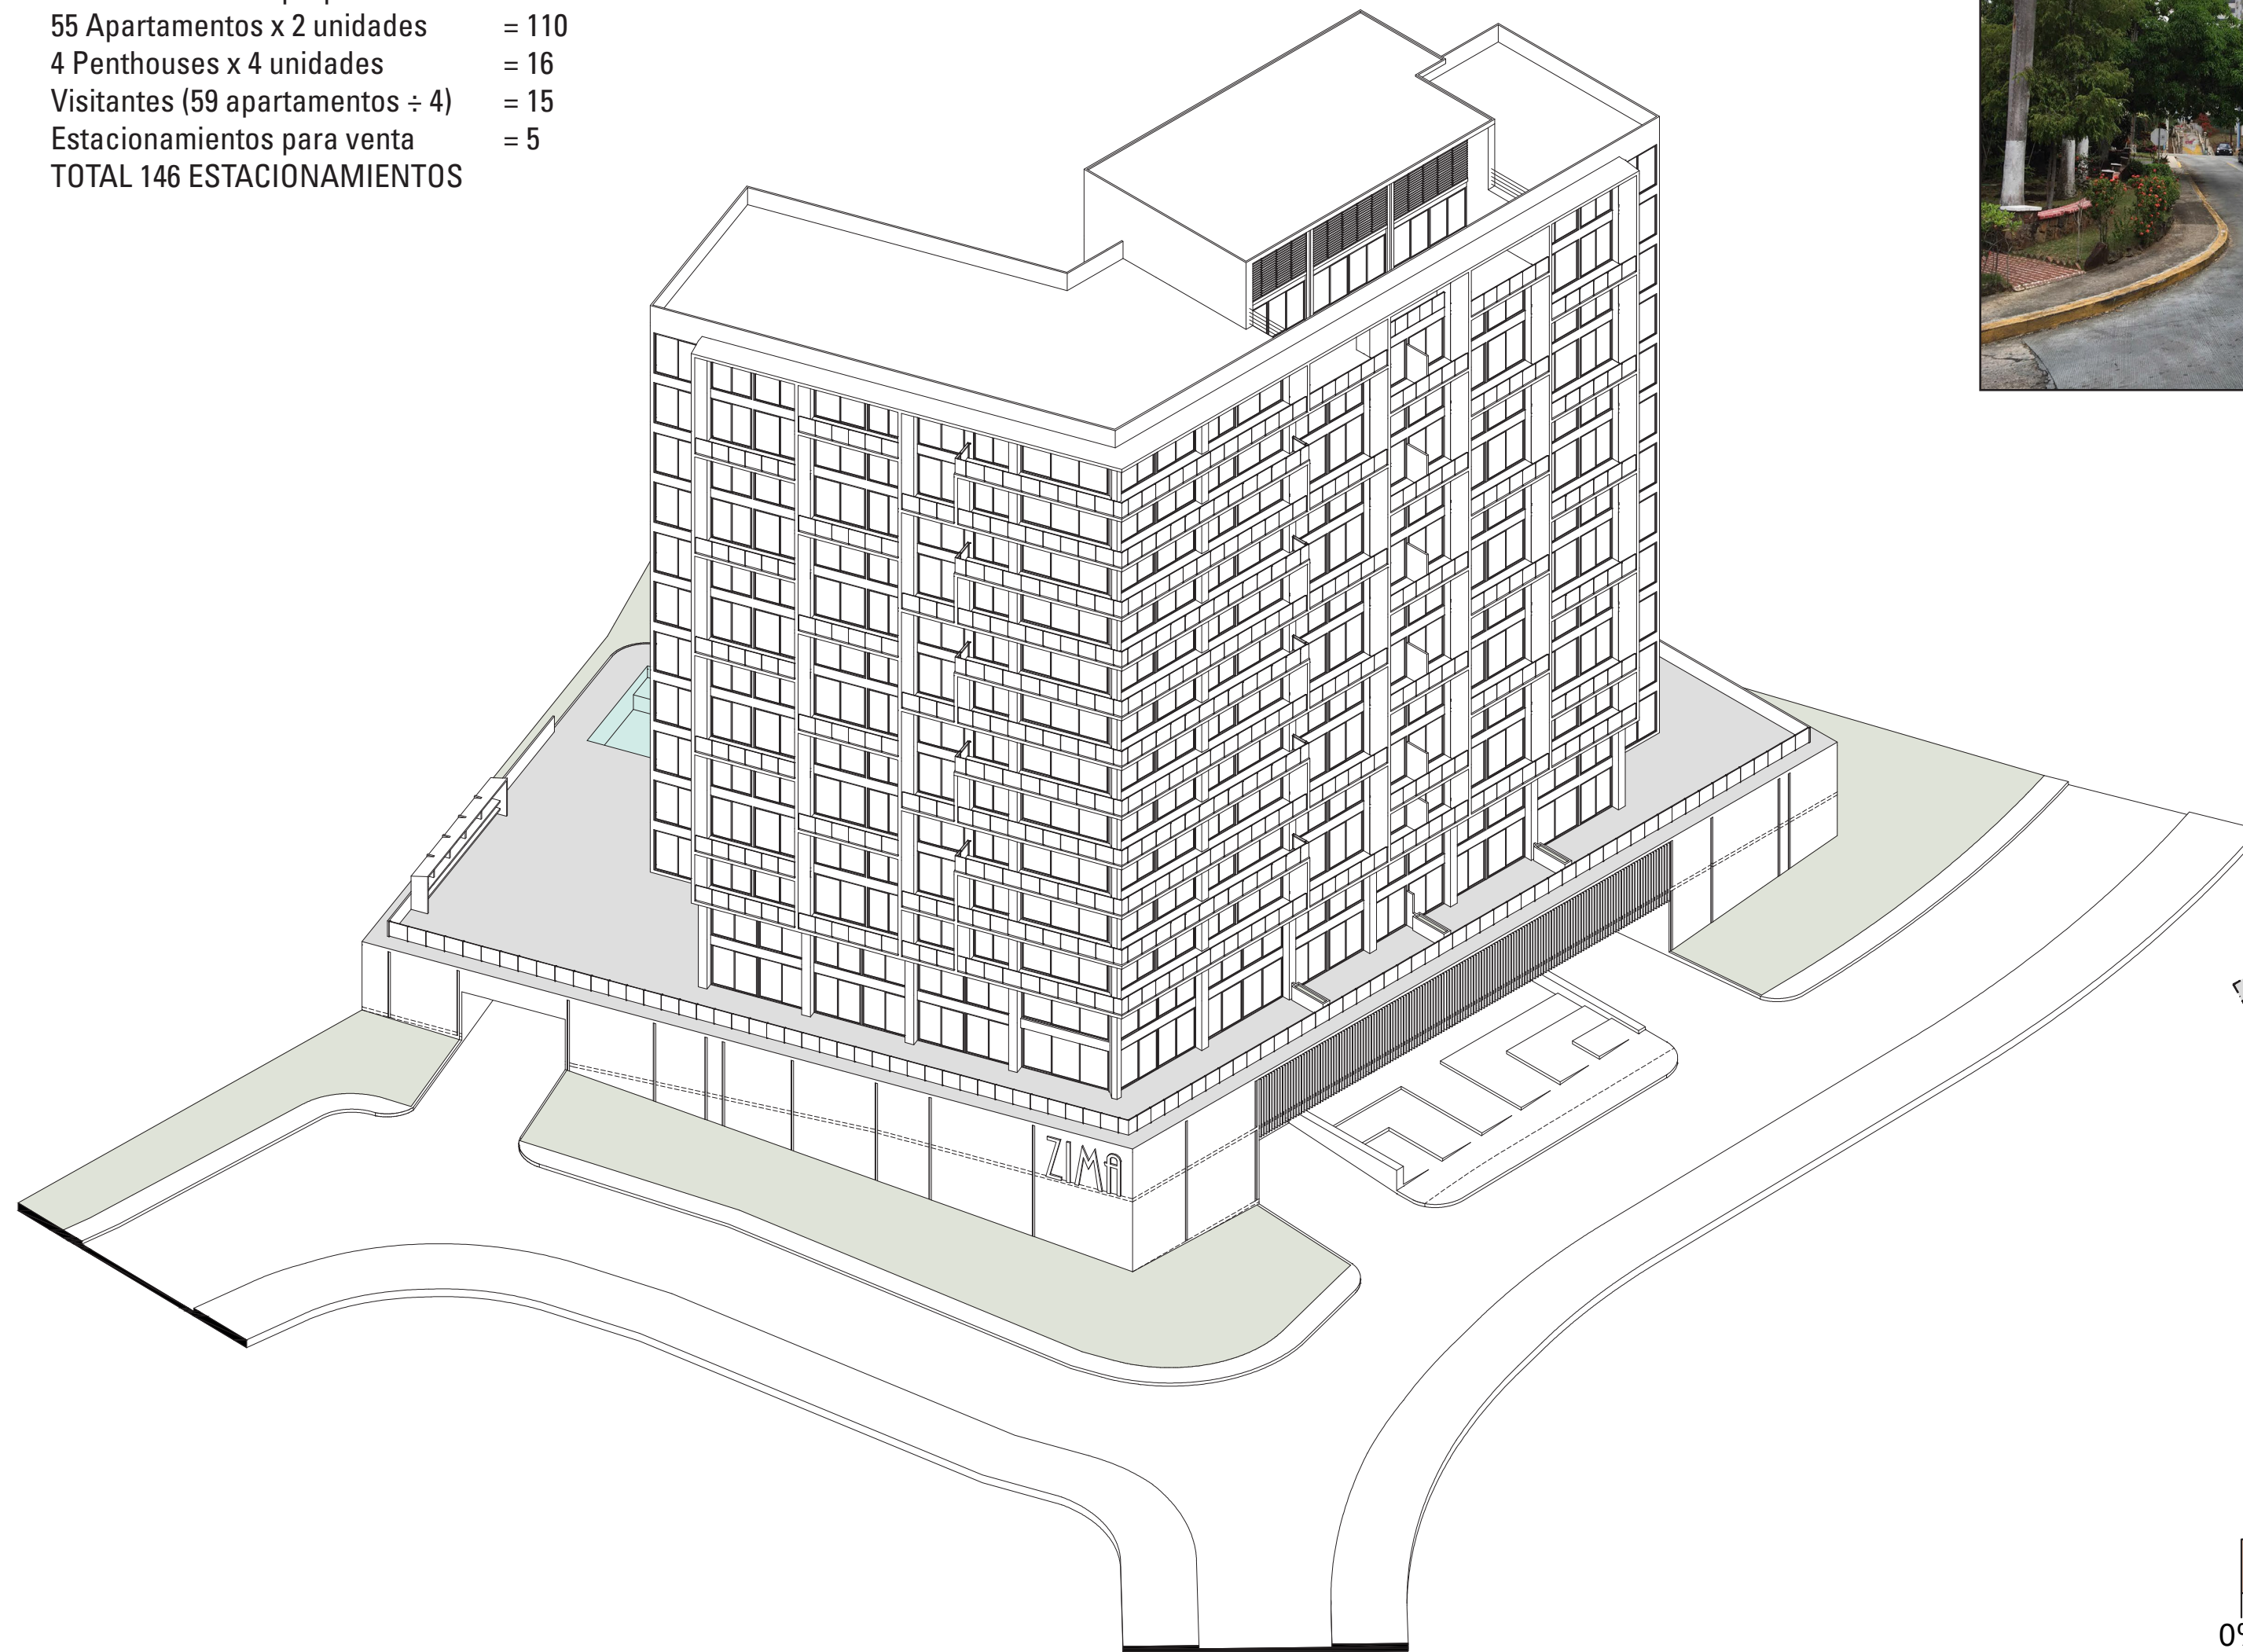 55 Apartamentos x 2 unidades = 110
4 Penthouses x 4 unidades = 16
Visitantes (59 apartamentos ÷ 4) = 15
Estacionamientos para venta = 5
TOTAL 146 ESTACIONAMIENTOS
ZIMA